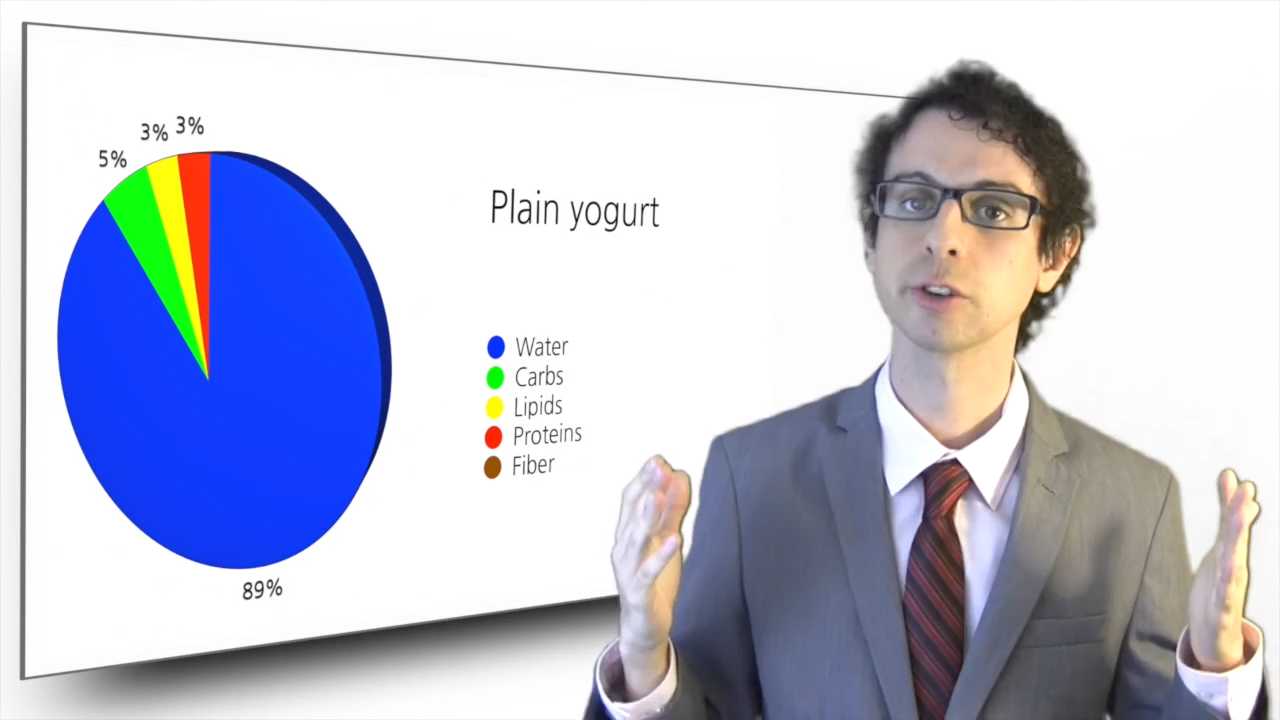 3% 3%
5%
Plain yogurt
Water
Carbs
Lipids
Proteins
Fiber
89%